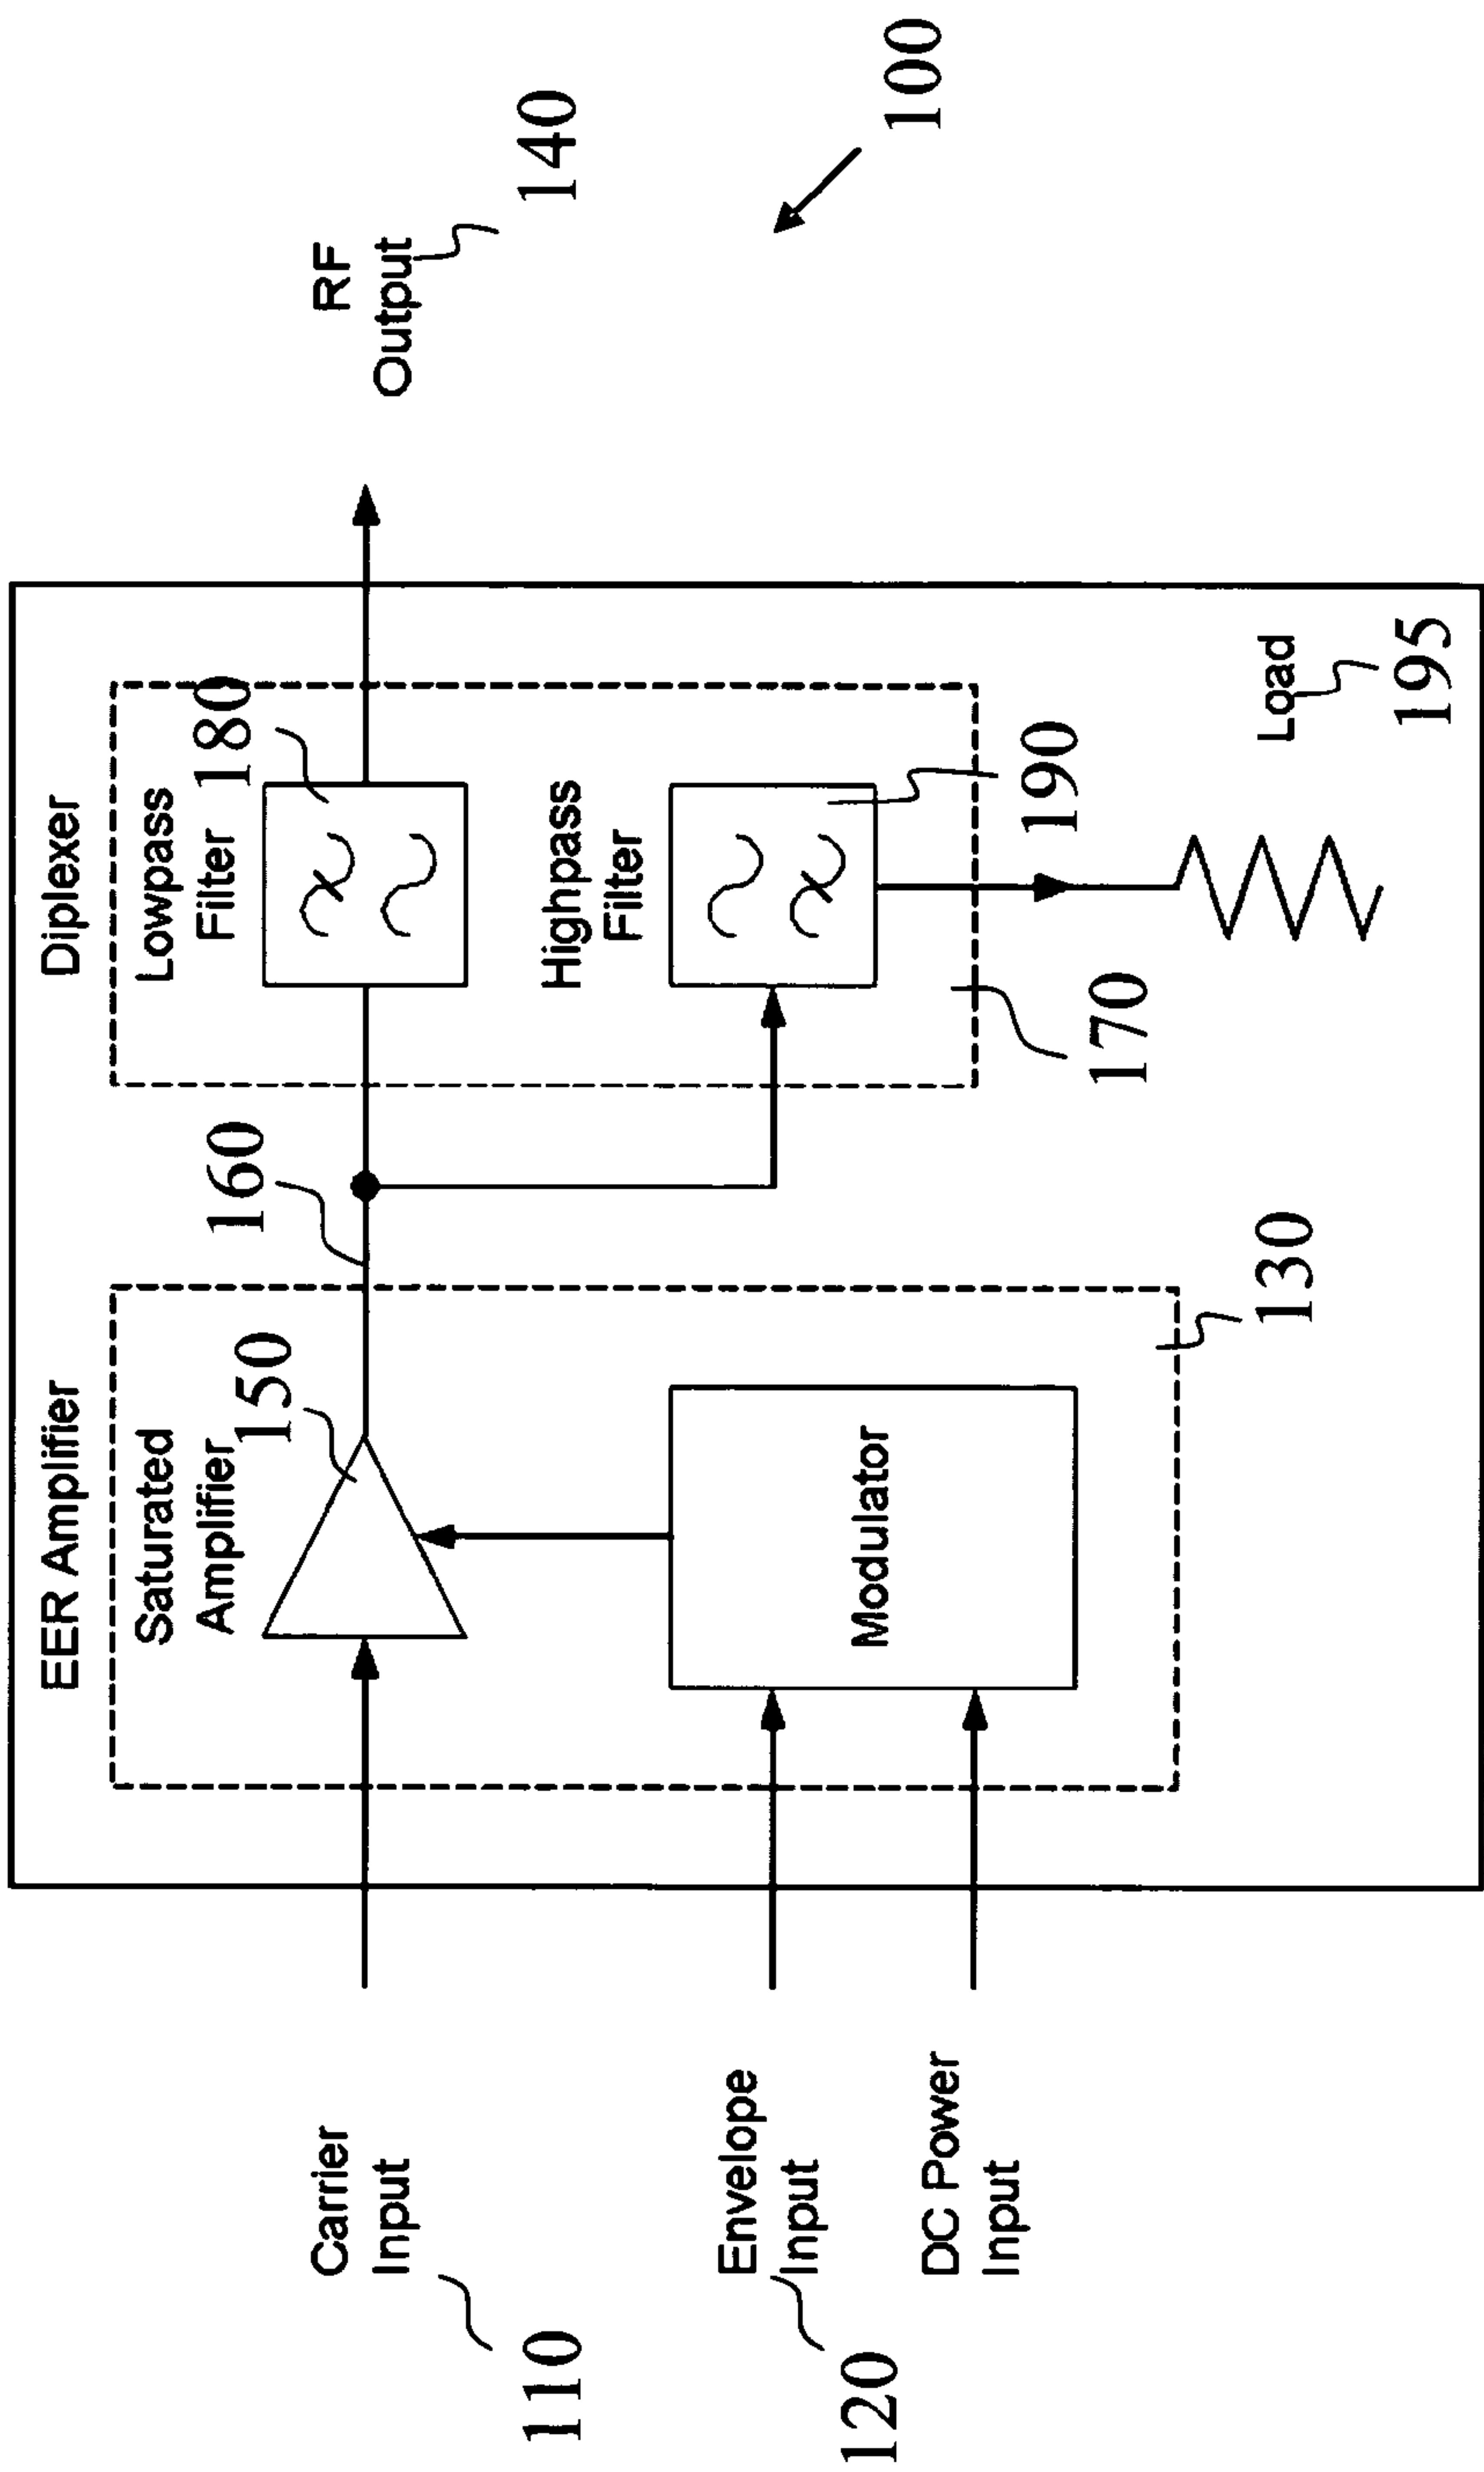 EER Amplifier
Diplexer
Saturated
Amplifier
150
160
Lowpass
Filter
180
RF
Output
140
Carrier
Input
110
Highpass
Filter
100
Envelope
Input
120
Modulator
190
DC Power
Input
170
130
Load
195